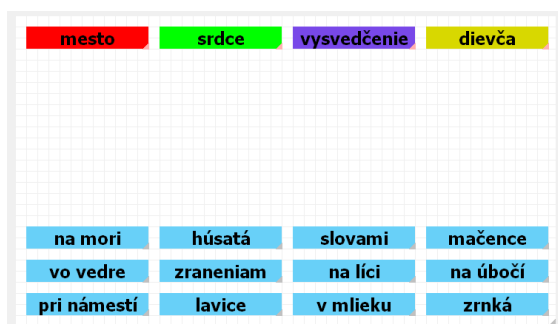 mesto srdce vysvedčenie dievča
na mori húsatá slovami mačence
vo vedre zraneniam na líci na úbočí
pri námestí lavice v mlieku zrnká